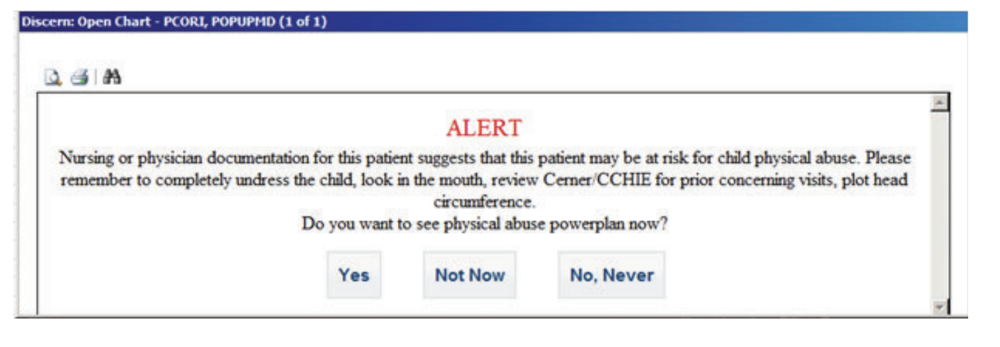 Discern: Open Chart - PCORI, POPUPMD (1 of 1)
ALERT
Nursing or physician documentation for this patient suggests that this patient may be at risk for child physical abuse. Please
remember to completely undress the child, look in the mouth, review Cerner/CCHIE for prior concerning visits, plot head
circumference.
Do you want to see physical abuse powerplan now?
Yes
Not Now
No, Never